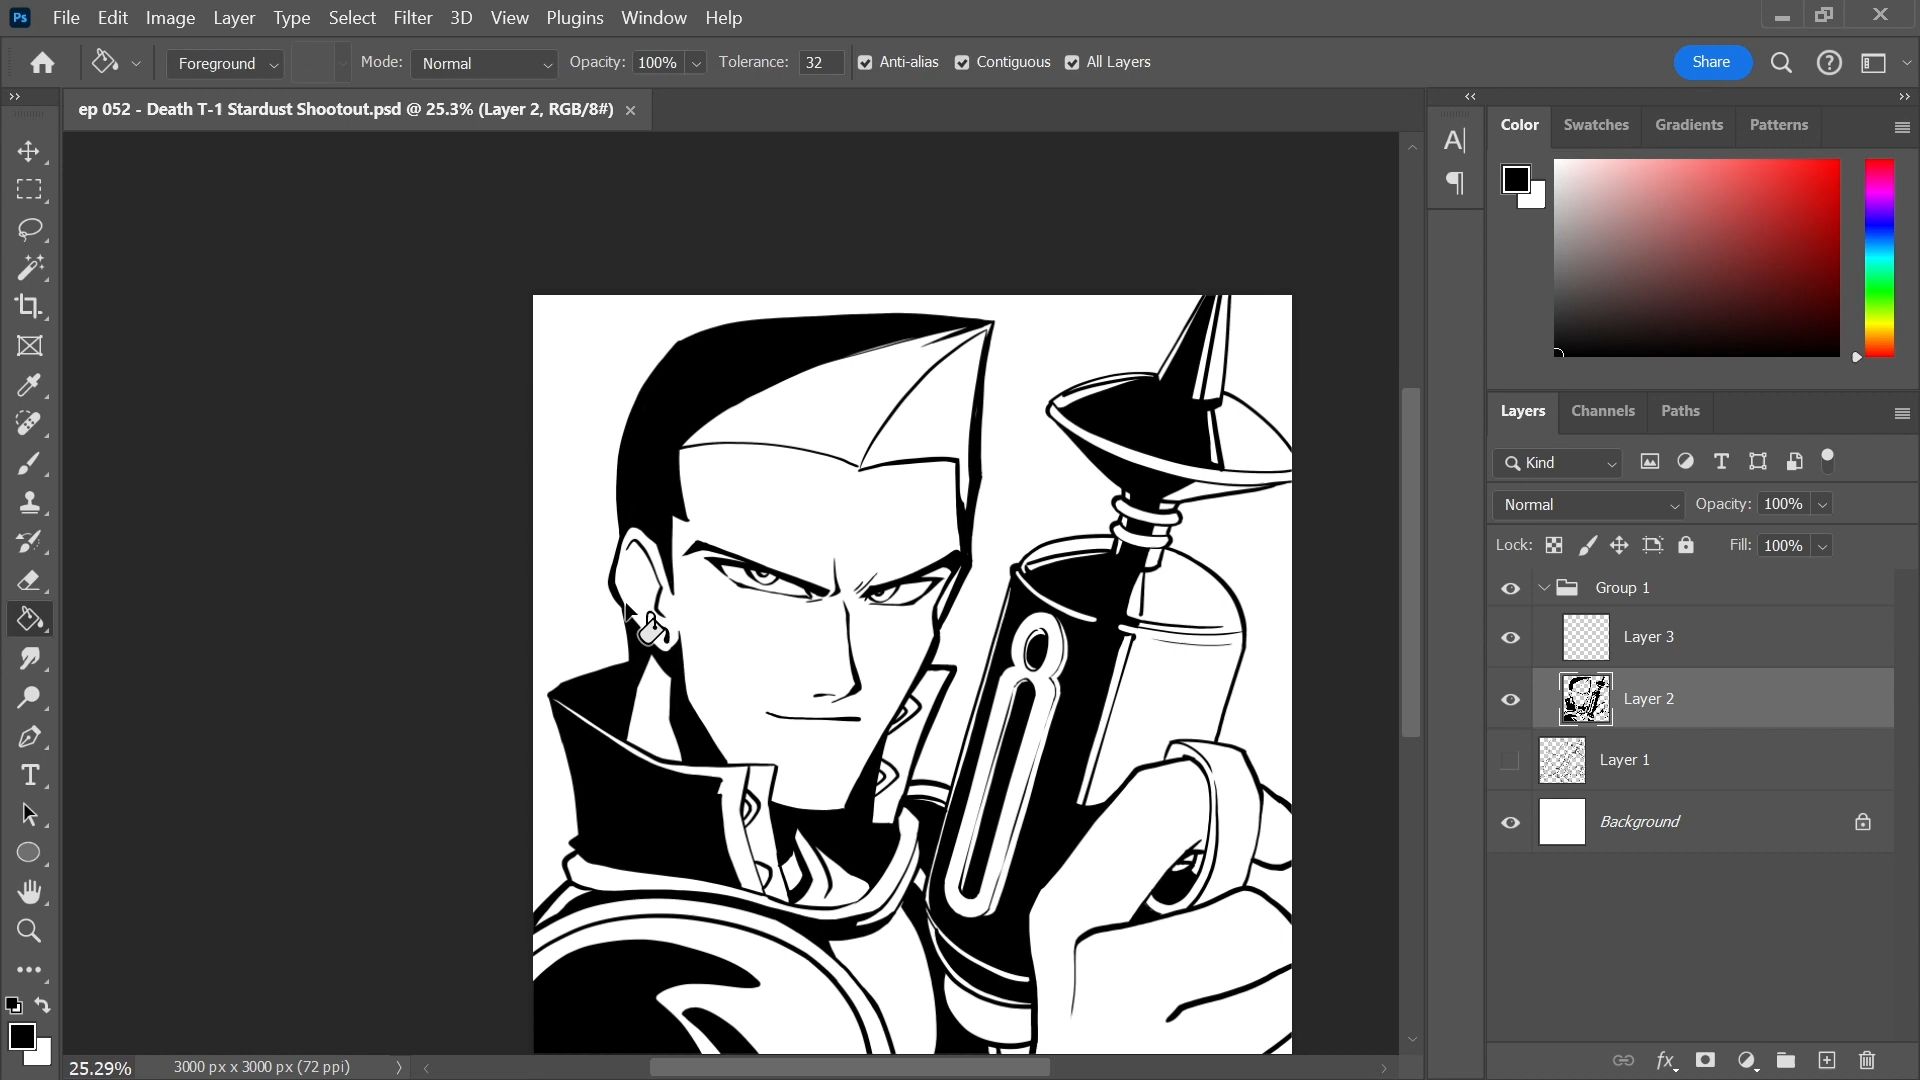 Ps File Edit Image Layer Type Select Filter 3D View Plugins Window Help
Foreground Mode: Normal Opacity: 100% Tolerance: 32 Anti-alias Contiguous All Layers Share
ep 052 - Death T-1 Stardust Shootout.psd @ 25.3% (Layer 2, RGB/8#) ×
Color Swatches Gradients Patterns
Layers Channels Paths
Kind
Normal Opacity: 100%
Lock: Fill: 100%
Group 1
Layer 3
Layer 2
Layer 1
Background
25.29% 3000 px x 3000 px (72 ppi)